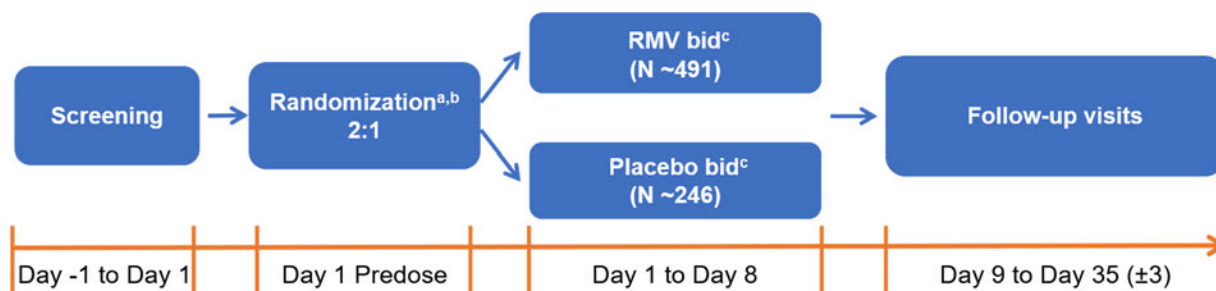 Screening
Randomizationᵃ,ᵇ
2:1
RMV bidᶜ
(N ~491)
Placebo bidᶜ
(N ~246)
Follow-up visits
Day -1 to Day 1
Day 1 Predose
Day 1 to Day 8
Day 9 to Day 35 (±3)